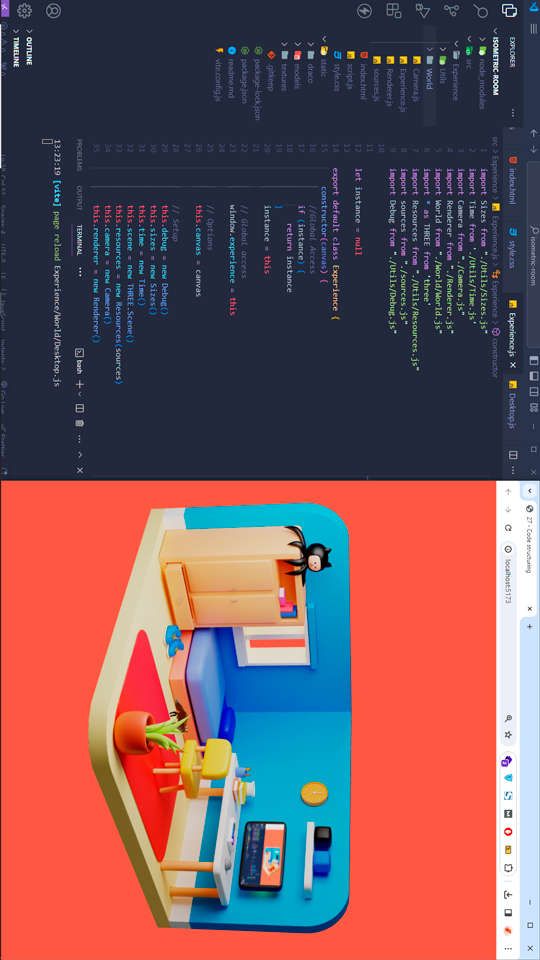 isometric-room
EXPLORER
ISOMETRIC-ROOM
node_modules
src
Experience
Utils
World
Camera.js
Experience.js
Renderer.js
sources.js
index.html
script.js
style.css
static
draco
models
textures
.gitkeep
package-lock.json
package.json
readme.md
vite.config.js
OUTLINE
TIMELINE
index.html
style.css
Experience.js
Desktop.js
src > Experience > Experience.js > Experience > constructor
1 import Sizes from "./Utils/Sizes.js"
2 import Time from "./Utils/Time.js"
3 import Camera from "./Camera.js"
4 import Renderer from "./Renderer.js"
5 import World from "./World/World.js"
6 import * as THREE from 'three'
7 import Resources from "./Utils/Resources.js"
8 import sources from "./sources.js"
9 import Debug from "./Utils/Debug.js"
10
11
12 let instance = null
13
14 export default class Experience {
15 constructor(canvas) {
16 //Global Access
17 if (instance) {
18 return instance
19 }
20 instance = this
21
22 // Global access
23 window.experience = this
24
25 // Options
26 this.canvas = canvas
27
28 // Setup
29 this.debug = new Debug()
30 this.sizes = new Sizes()
31 this.time = new Time()
32 this.scene = new THREE.Scene()
33 this.resources = new Resources(sources)
34 this.camera = new Camera()
35 this.renderer = new Renderer()
PROBLEMS
OUTPUT
TERMINAL
bash
13:23:19 [vite] page reload Experience/World/Desktop.js
27 - Code structuring
localhost:5173